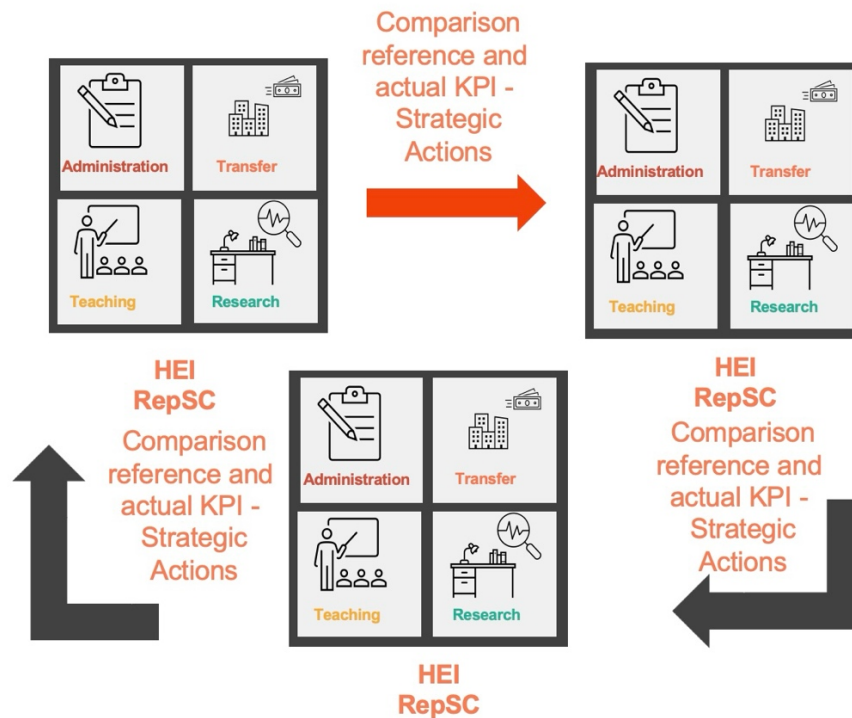 Comparison
reference and
actual KPI -
Strategic
Actions
Administration
Transfer
Teaching
Research
HEI
RepSC
Administration
Transfer
Teaching
Research
HEI
RepSC
Comparison
reference and
actual KPI -
Strategic
Actions
Administration
Transfer
Teaching
Research
HEI
RepSC
Comparison
reference and
actual KPI -
Strategic
Actions